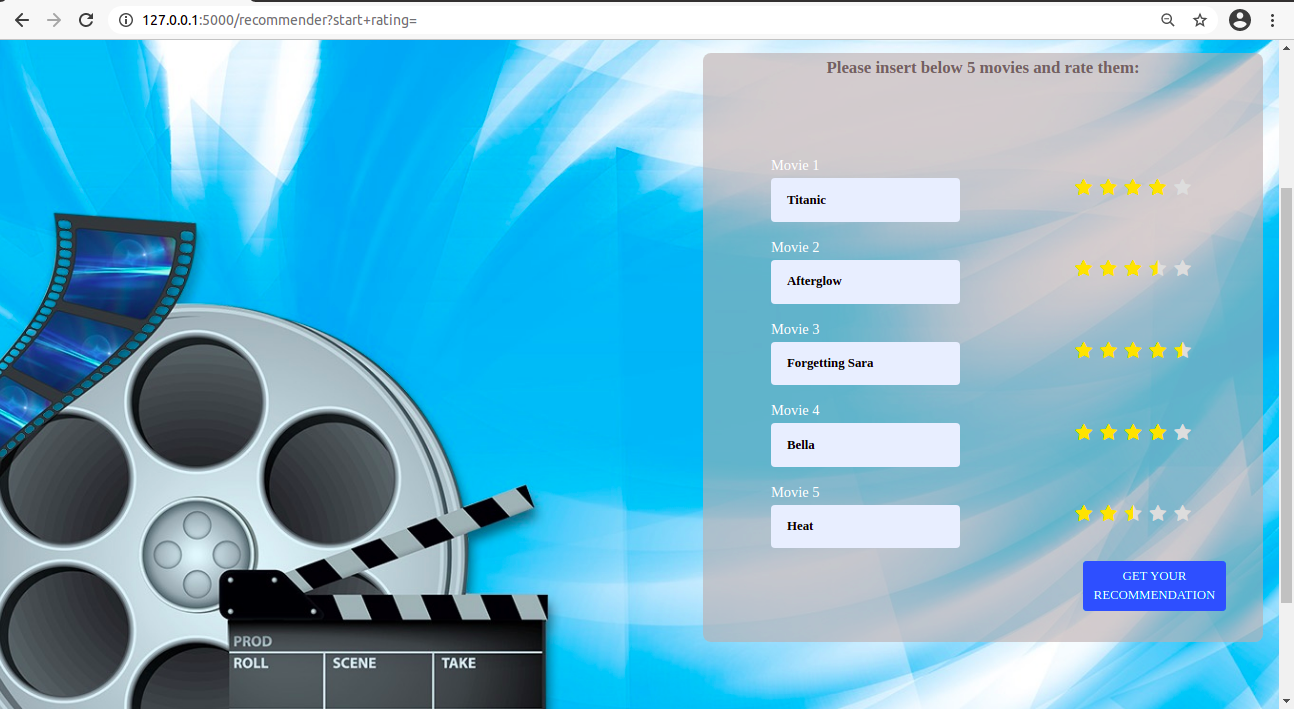 127.0.0.1:5000/recommender?start+rating=
Please insert below 5 movies and rate them:
Movie 1
Titanic
Movie 2
Afterglow
Movie 3
Forgetting Sara
Movie 4
Bella
Movie 5
Heat
GET YOUR
RECOMMENDATION
PROD
ROLL SCENE TAKE